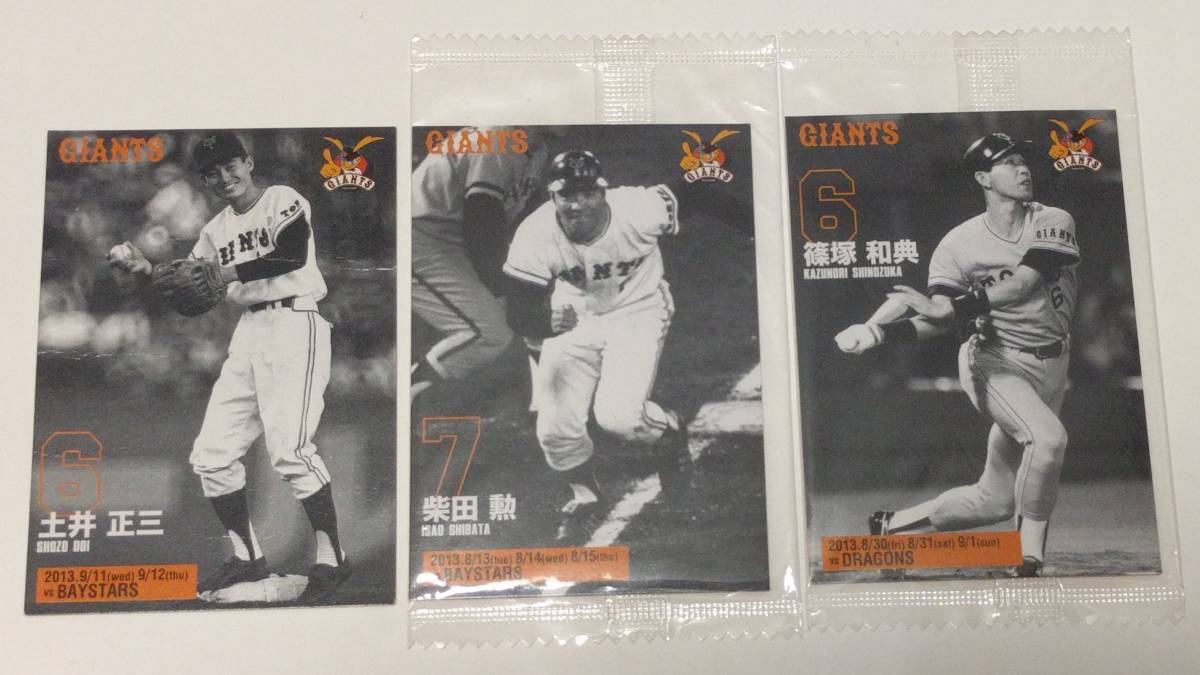 GIANTS
GIANTS
6
土井 正三
SHOZO DOI
2013.9/11(wed) 9/12(thu)
vs BAYSTARS
GIANTS
GIANTS
7
柴田 勲
ISAO SHIBATA
2013.8/13(tue) 8/14(wed) 8/15(thu)
BAYSTARS
GIANTS
GIANTS
6
篠塚 和典
KAZUNORI SHINOZUKA
GIANTS
6
2013.8/30(fri) 8/31(sat) 9/1(sun)
vs DRAGONS